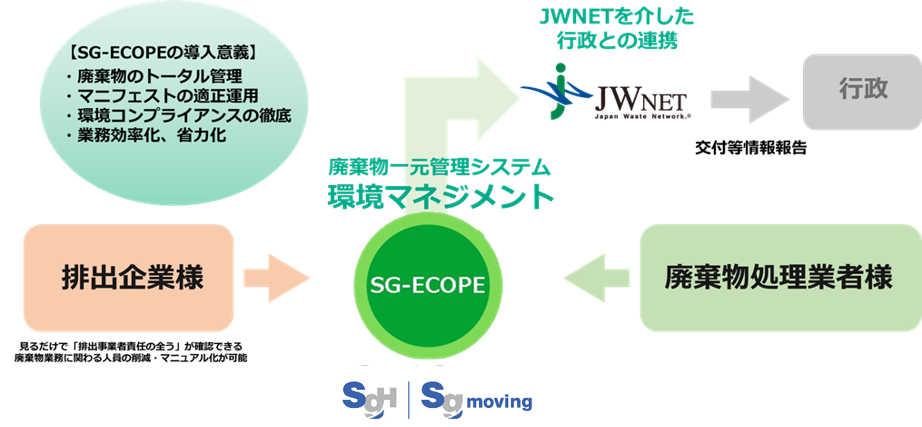 【SG-ECOPEの導入意義】
・廃棄物のトータル管理
・マニフェストの適正運用
・環境コンプライアンスの徹底
・業務効率化、省力化
JWNETを介した
行政との連携
JWNET
Japan Waste Network.®
行政
交付等情報報告
廃棄物一元管理システム
環境マネジメント
排出企業様
SG-ECOPE
廃棄物処理業者様
見るだけで「排出事業者責任の全う」が確認できる
廃棄物業務に関わる人員の削減・マニュアル化が可能
SgH
Sg moving